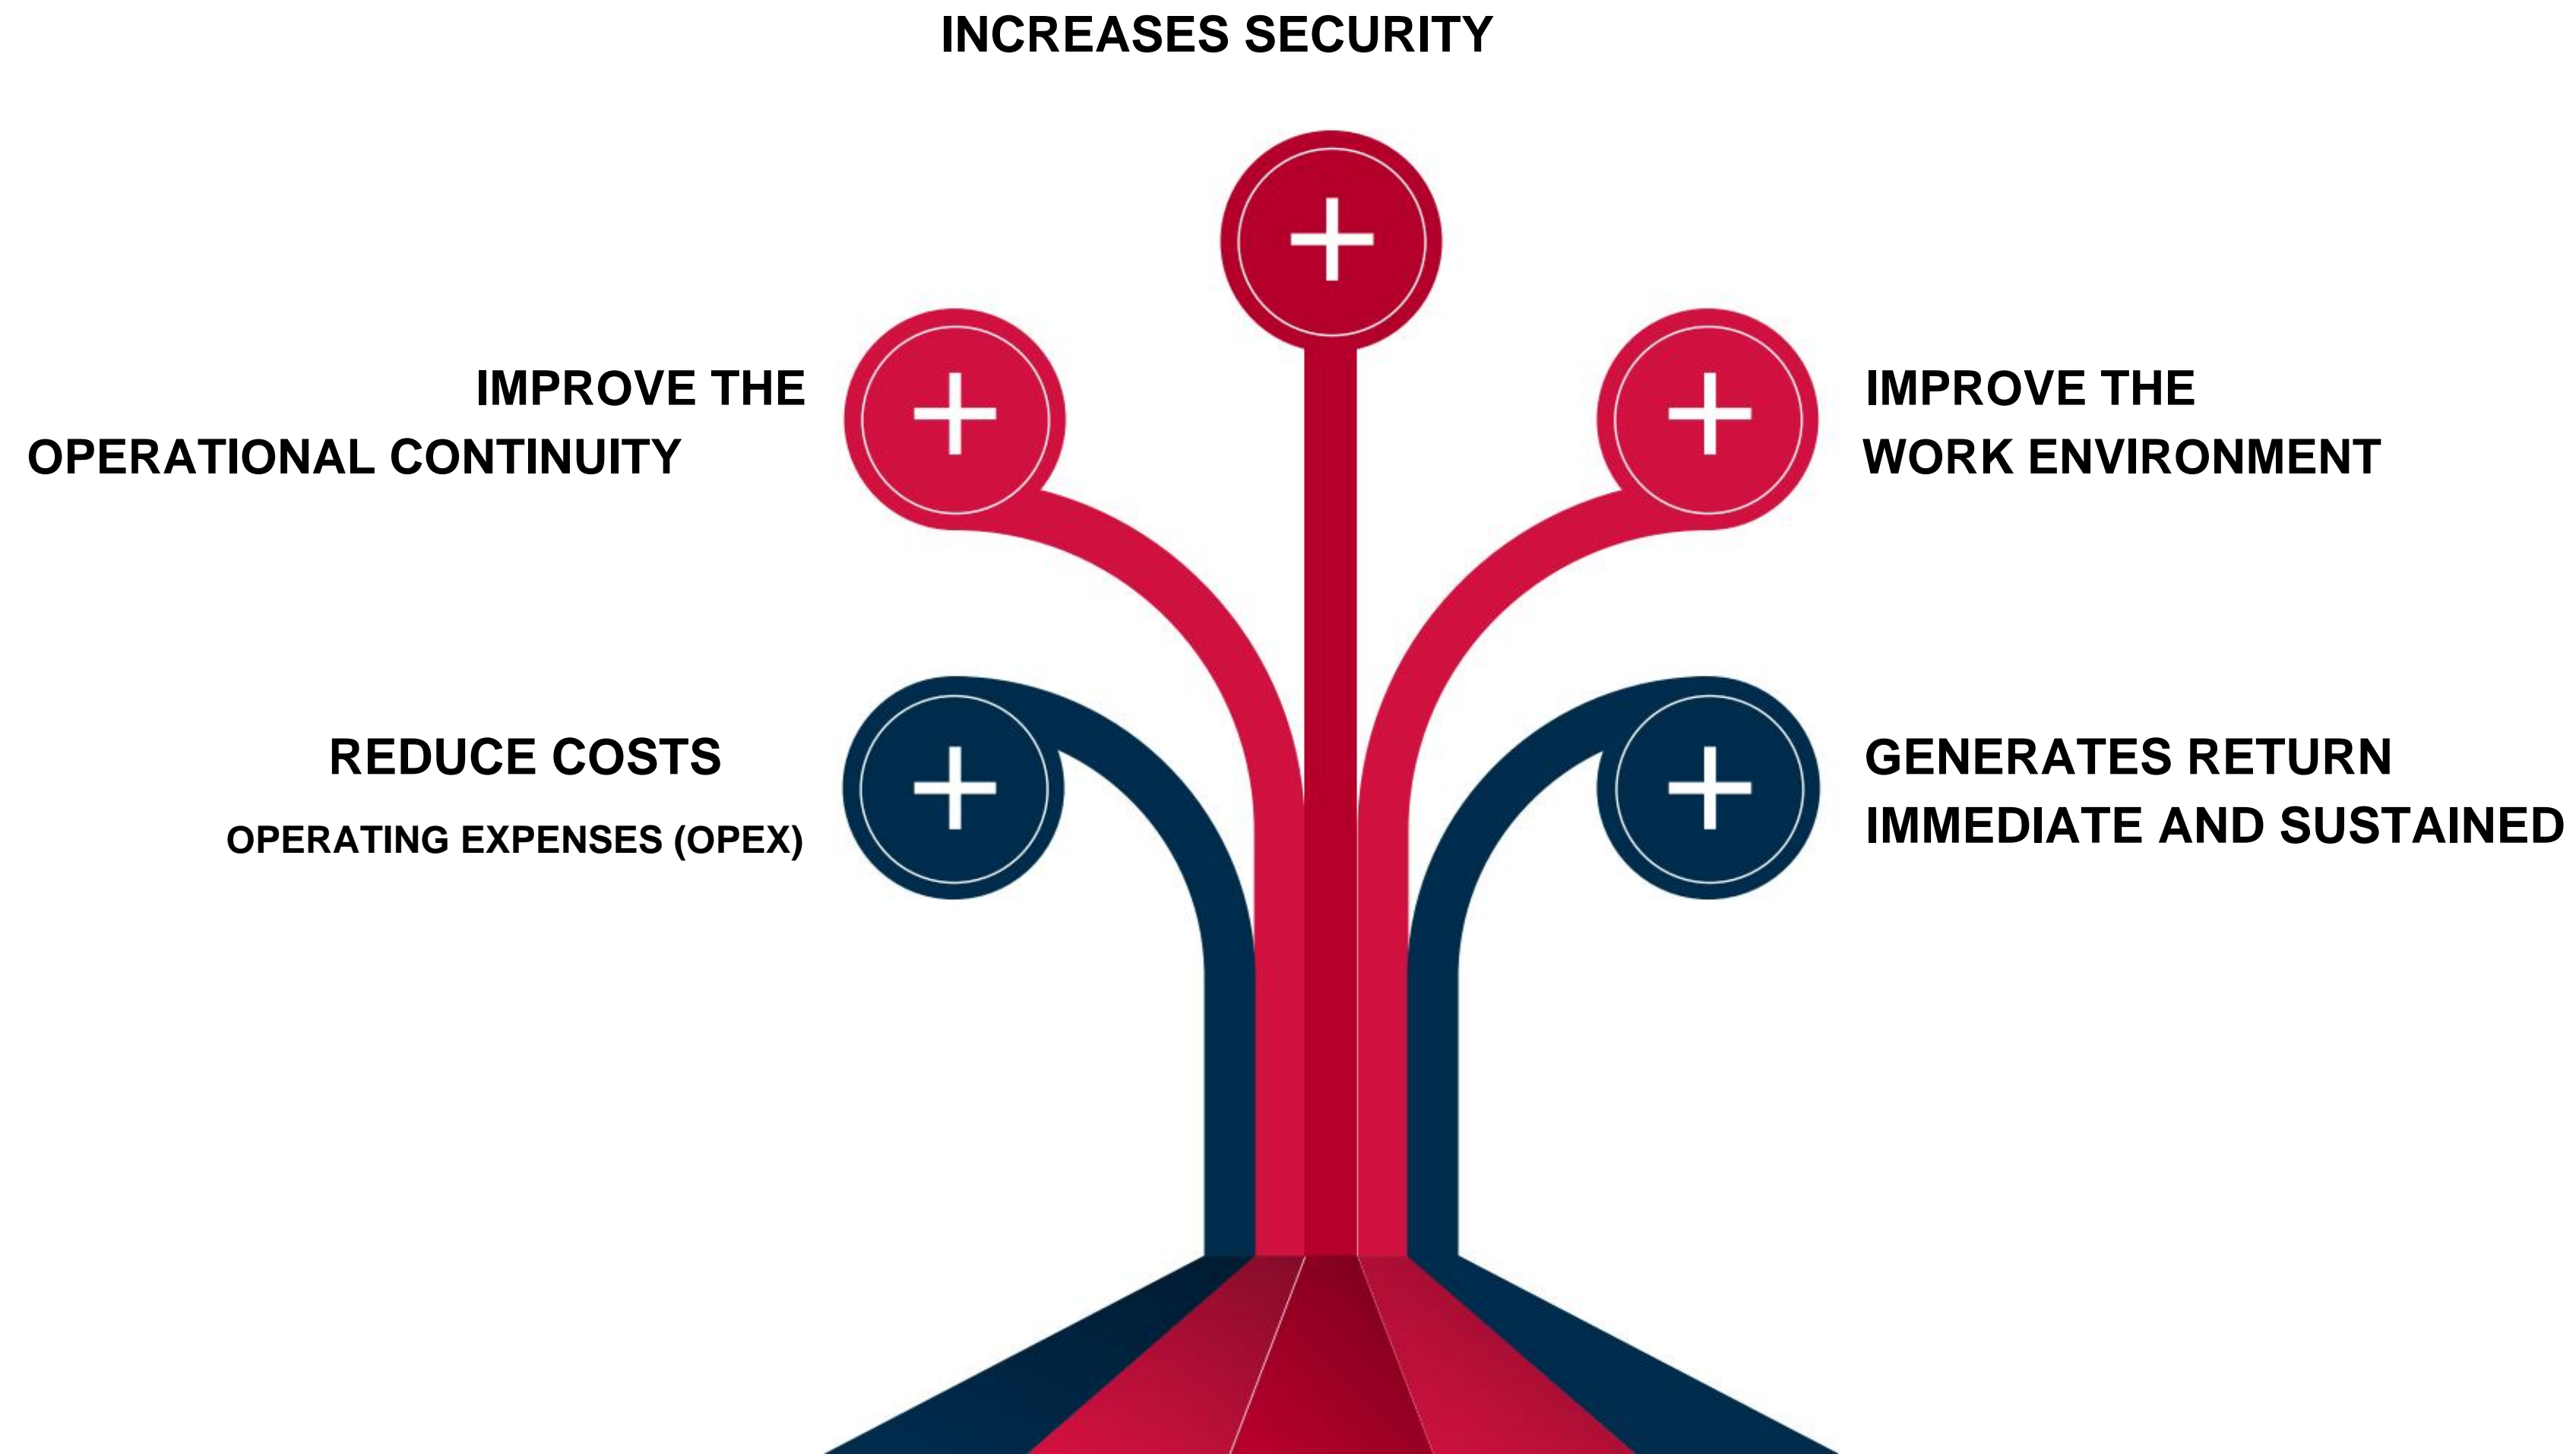 INCREASES SECURITY
IMPROVE THE
OPERATIONAL CONTINUITY
IMPROVE THE
WORK ENVIRONMENT
REDUCE COSTS
OPERATING EXPENSES (OPEX)
GENERATES RETURN
IMMEDIATE AND SUSTAINED